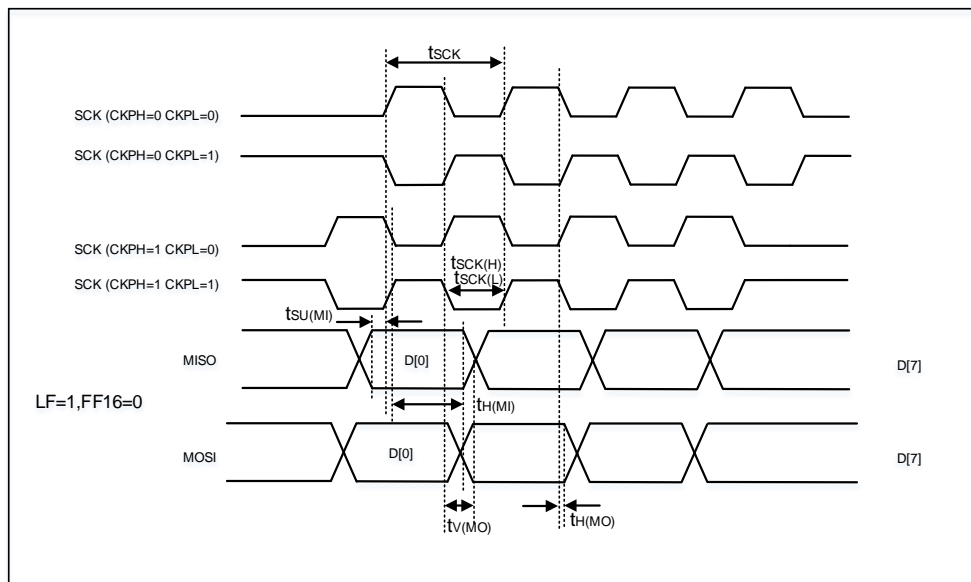 tSCK
SCK (CKPH=0 CKPL=0)
SCK (CKPH=0 CKPL=1)
SCK (CKPH=1 CKPL=0)
tSCK(H)
tSCK(L)
SCK (CKPH=1 CKPL=1)
tSU(MI)
MISO
D[0]
D[7]
LF=1,FF16=0
tH(MI)
MOSI
D[0]
D[7]
tV(MO)
tH(MO)